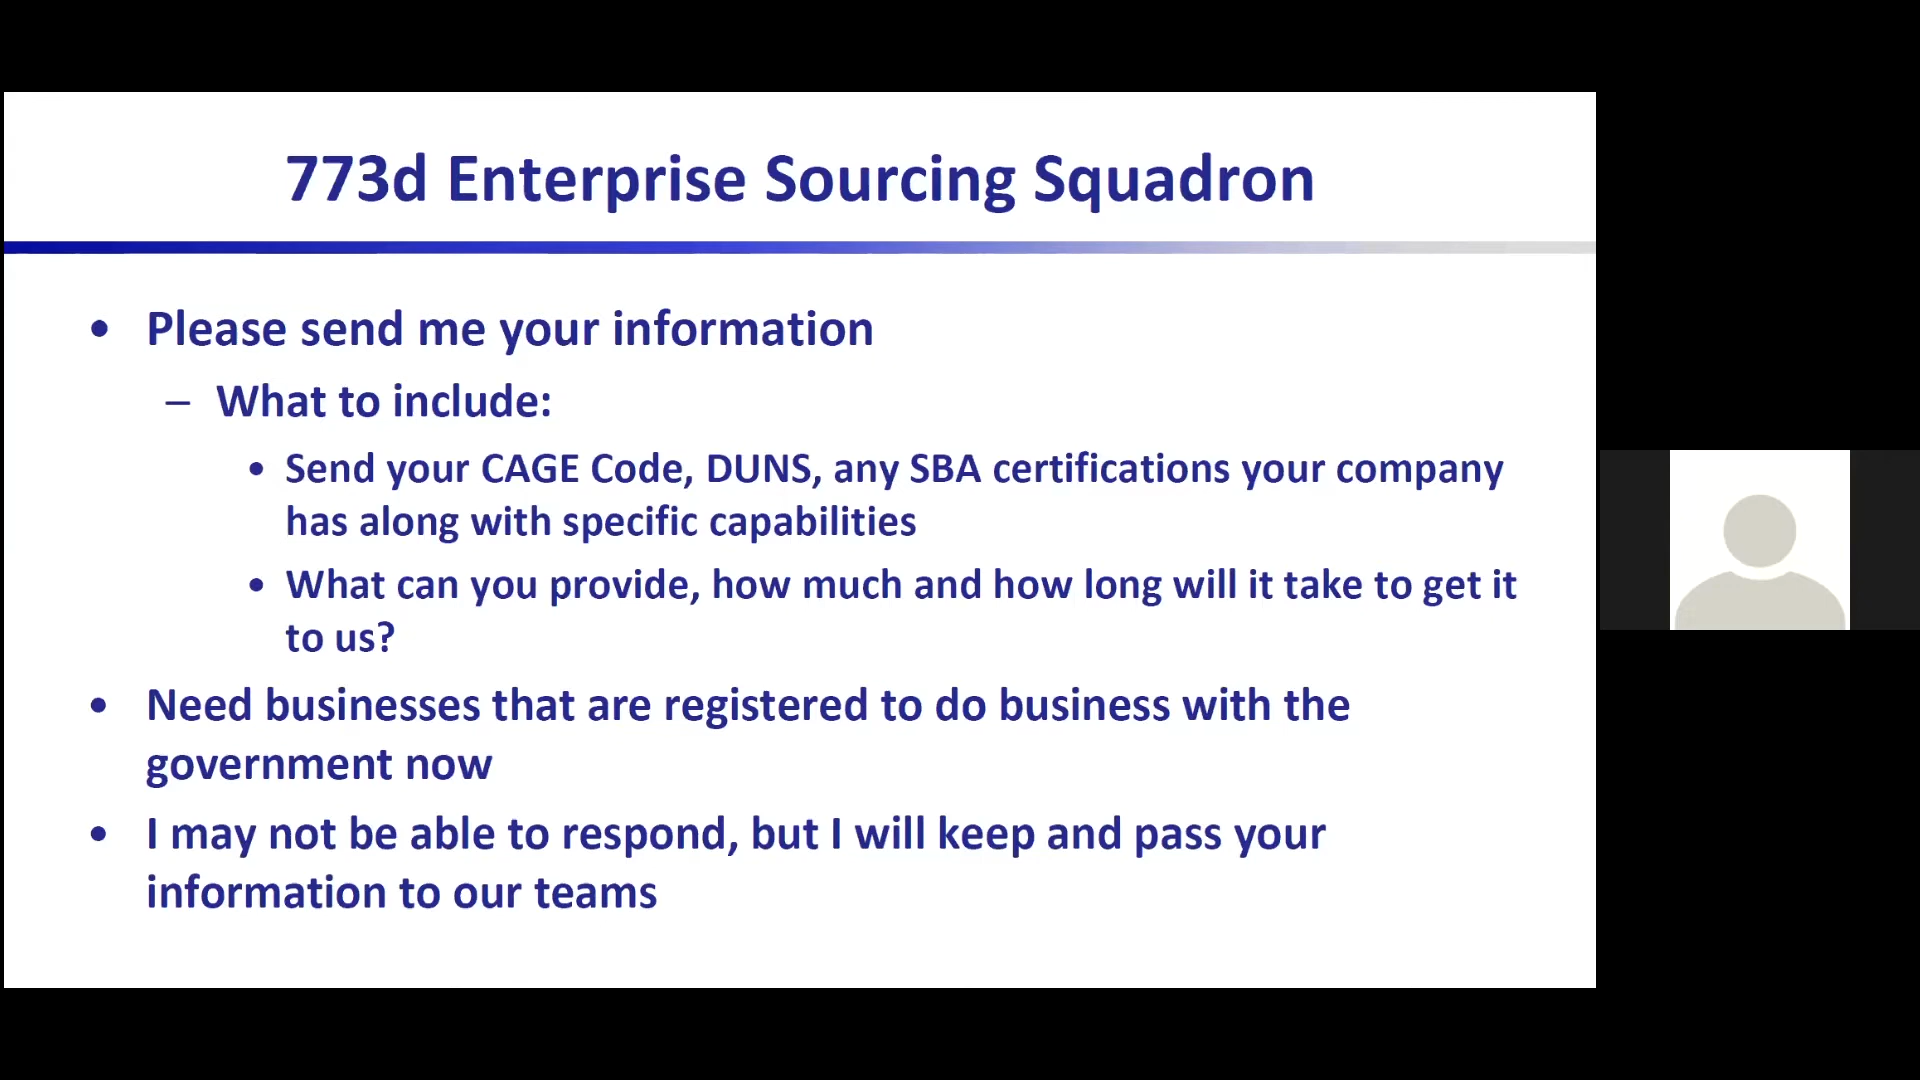 773d Enterprise Sourcing Squadron
• Please send me your information
– What to include:
• Send your CAGE Code, DUNS, any SBA certifications your company
has along with specific capabilities
• What can you provide, how much and how long will it take to get it
to us?
• Need businesses that are registered to do business with the
government now
• I may not be able to respond, but I will keep and pass your
information to our teams